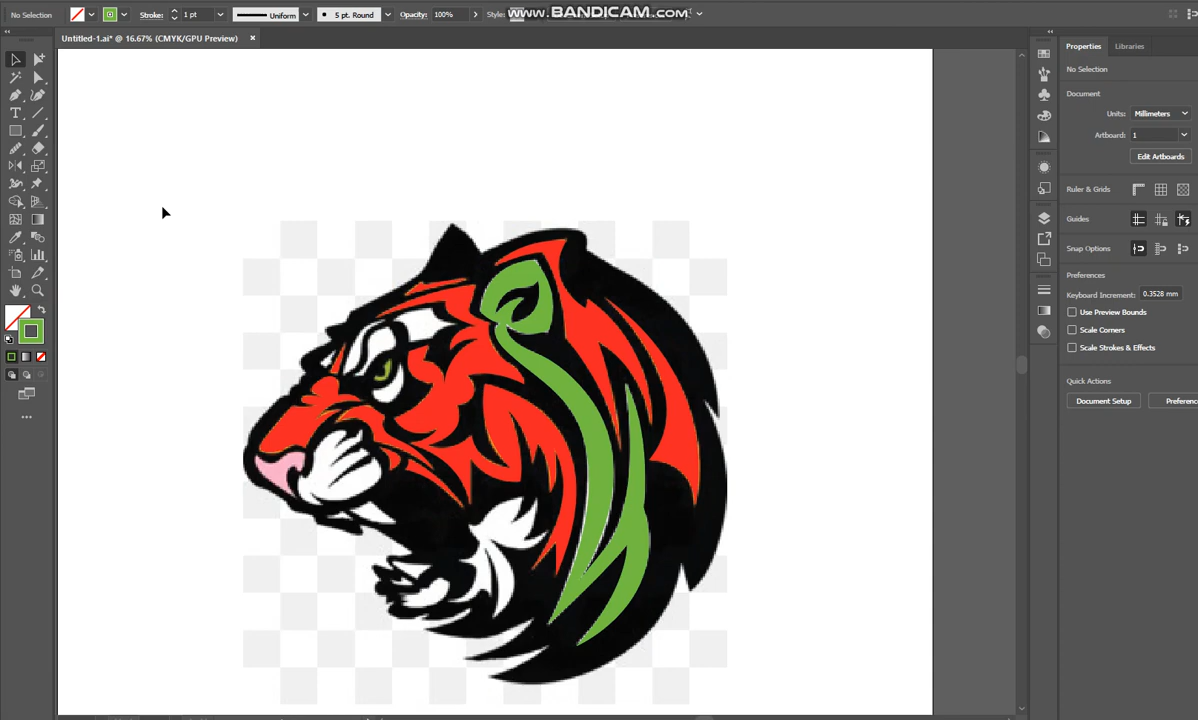 No Selection
Stroke:
1 pt
Uniform
5 pt. Round
Opacity:
100%
Style:
www.BANDICAM.com
Untitled-1.ai* @ 16.67% (CMYK/GPU Preview)
Properties
Libraries
No Selection
Document
Units:
Millimeters
Artboard:
1
Edit Artboards
Ruler & Grids
Guides
Snap Options
Preferences
Keyboard Increment:
0.3528 mm
Use Preview Bounds
Scale Corners
Scale Strokes & Effects
Quick Actions
Document Setup
Preferenc